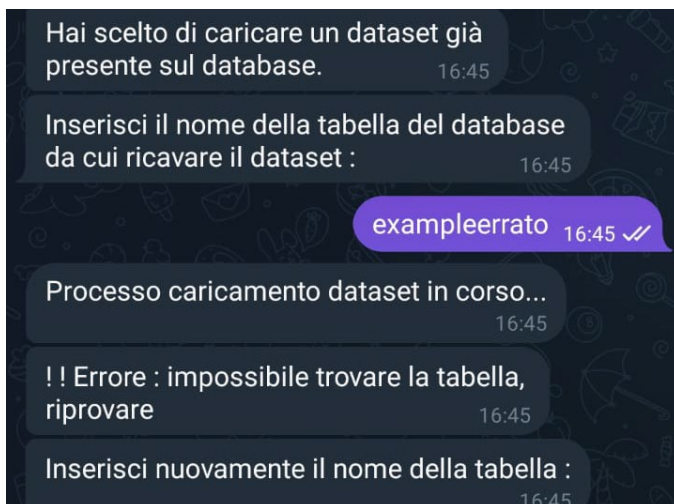 Hai scelto di caricare un dataset già
presente sul database.
16:45
Inserisci il nome della tabella del database
da cui ricavare il dataset :
16:45
exampleerrato
16:45
Processo caricamento dataset in corso...
16:45
!! Errore : impossibile trovare la tabella,
riprovare
16:45
Inserisci nuovamente il nome della tabella :
16:45